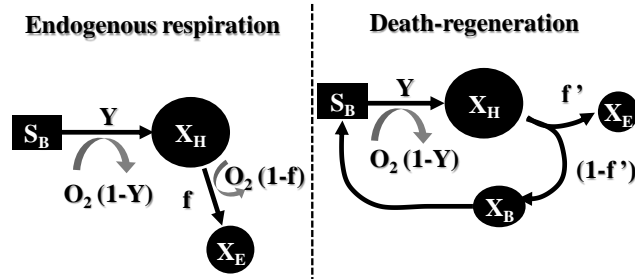 Endogenous respiration
Y
S_B
X_H
O_2 (1-Y)
O_2 (1-f)
f
X_E
Death-regeneration
Y
f '
S_B
X_H
X_E
O_2 (1-Y)
(1-f')
X_B